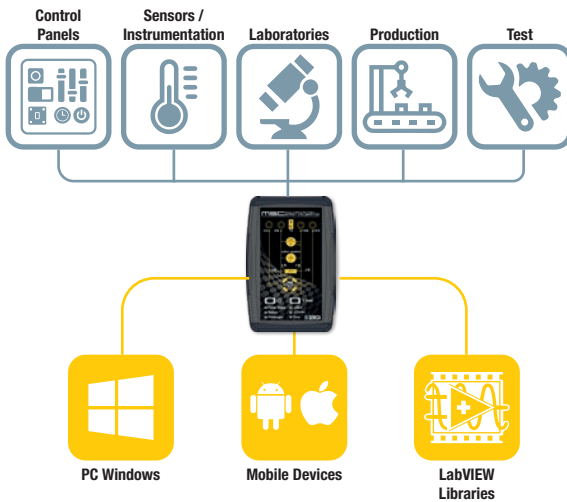 Control
Panels
Sensors /
Instrumentation
Laboratories
Production
Test
PC Windows
Mobile Devices
LabVIEW
Libraries